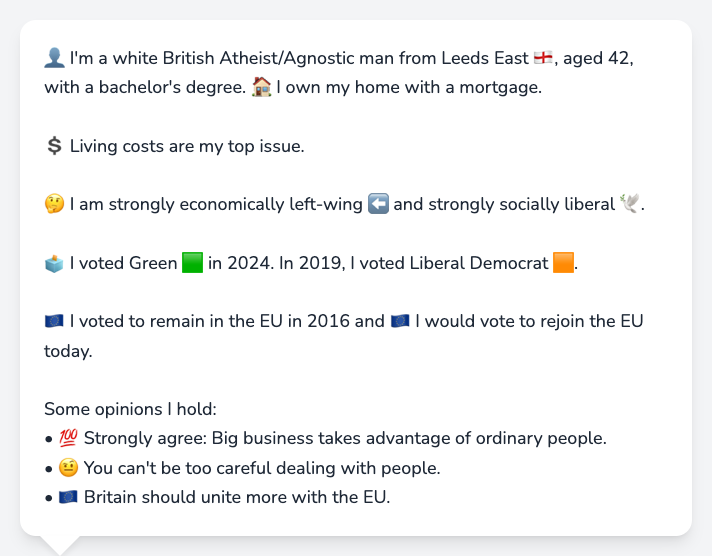 👤 I'm a white British Atheist/Agnostic man from Leeds East 🏴󠁧󠁢󠁥󠁮󠁧󠁿, aged 42,
with a bachelor's degree. 🏠 I own my home with a mortgage.
💲 Living costs are my top issue.
🤔 I am strongly economically left-wing ⬅️ and strongly socially liberal 🕊️.
🗳️ I voted Green 🟩 in 2024. In 2019, I voted Liberal Democrat 🟧.
🇪🇺 I voted to remain in the EU in 2016 and 🇪🇺 I would vote to rejoin the EU
today.
Some opinions I hold:
• 💯 Strongly agree: Big business takes advantage of ordinary people.
• 🤨 You can't be too careful dealing with people.
• 🇪🇺 Britain should unite more with the EU.